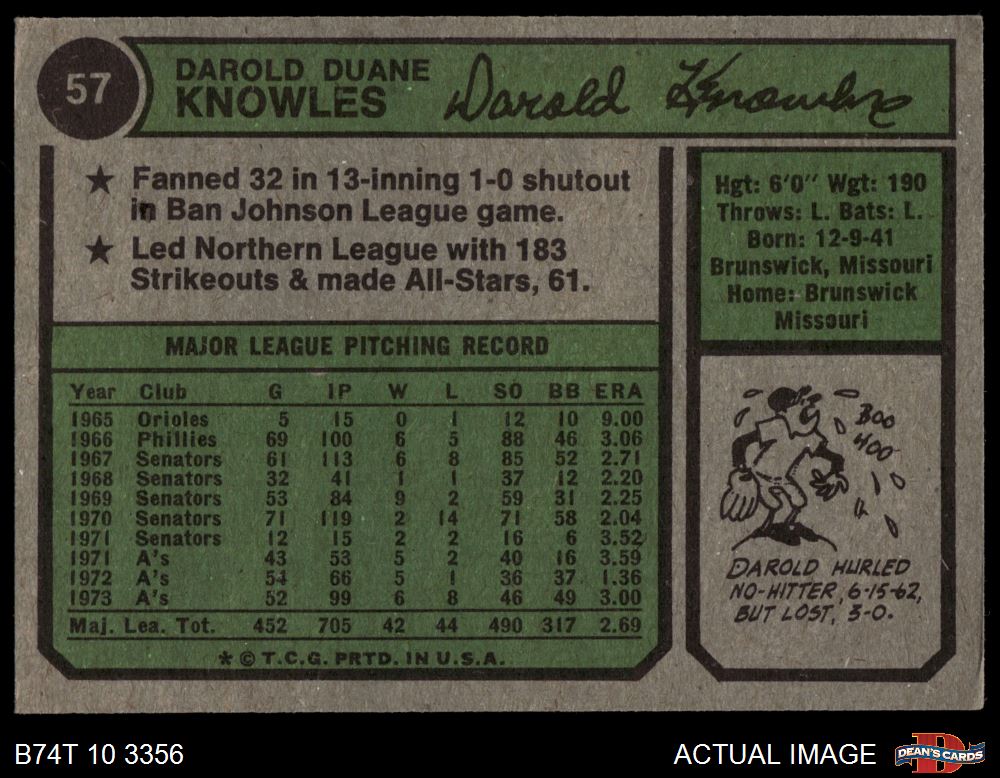 57
DAROLD DUANE
KNOWLES
Darold Knowles
★ Fanned 32 in 13-inning 1-0 shutout
in Ban Johnson League game.
★ Led Northern League with 183
Strikeouts & made All-Stars, 61.
Hgt: 6'0" Wgt: 190
Throws: L. Bats: L.
Born: 12-9-41
Brunswick, Missouri
Home: Brunswick
Missouri
MAJOR LEAGUE PITCHING RECORD
Year Club G IP W L SO BB ERA
1965 Orioles 5 15 0 1 12 10 9.00
1966 Phillies 69 100 6 5 88 46 3.06
1967 Senators 61 113 6 8 85 52 2.71
1968 Senators 32 41 1 1 37 12 2.20
1969 Senators 53 84 9 2 59 31 2.25
1970 Senators 71 119 2 14 71 58 2.04
1971 Senators 12 15 2 2 16 6 3.52
1971 A's 43 53 5 2 40 16 3.59
1972 A's 54 66 5 1 36 37 1.36
1973 A's 52 99 6 8 46 49 3.00
Maj. Lea. Tot. 452 705 42 44 490 317 2.69
* © T.C.G. PRTD. IN U.S.A.
BOO
HOO
DAROLD HURLED
NO-HITTER, 6-15-62,
BUT LOST, 3-0.
B74T 10 3356
ACTUAL IMAGE
D
DEAN'S CARDS